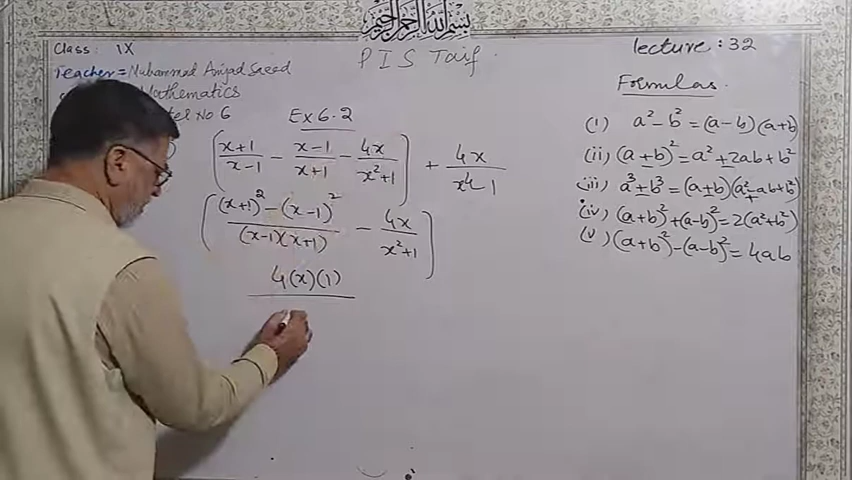 بسم الله الرحمن الرحيم
Class: IX
PIS Taif.
lecture: 32
Teacher = Muhammad Amjad Saeed
Mathematics
No 6
Ex 6.2
Formulas.
(x+1/x-1 - x-1/x+1 - 4x/x²+1) + 4x/x⁴-1
((x+1)²-(x-1)²/(x-1)(x+1) - 4x/x²+1)
4(x)(1)
(i) a²-b²=(a-b)(a+b)
(ii) (a+b)²=a²+2ab+b²
(iii) a³±b³=(a±b)(a²∓ab+b²)
(iv) (a+b)²+(a-b)²=2(a²+b²)
(v) (a+b)²-(a-b)²=4ab